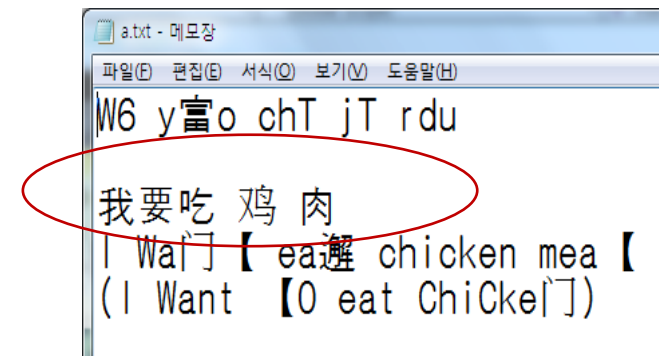 a.txt - 메모장
파일(F) 편집(E) 서식(O) 보기(V) 도움말(H)
W6 y富o chT jT rdu
我要吃 鸡 肉
I Wa门【 ea邂 chicken mea【
(I Want 【O eat ChiCke门)